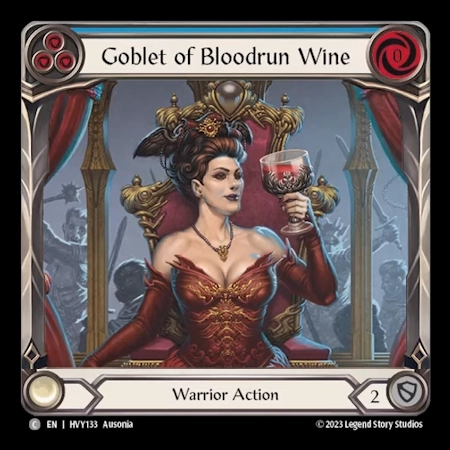 Goblet of Bloodrun Wine
0
Warrior Action
2
C EN | HVY133 Ausonia
© 2023 Legend Story Studios